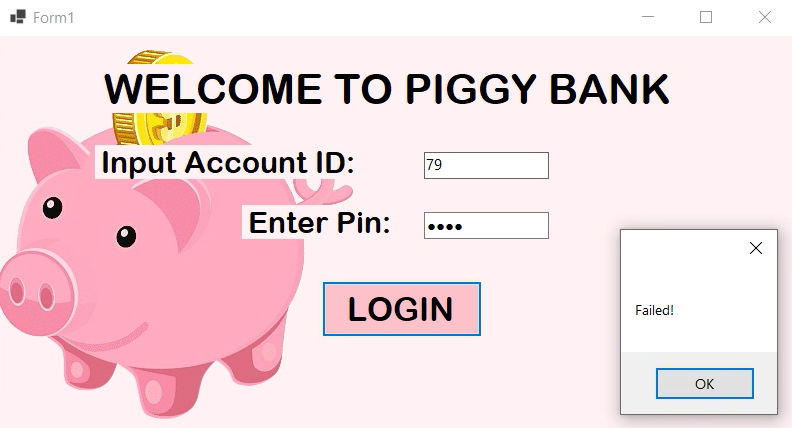 Form1
WELCOME TO PIGGY BANK
Input Account ID:
79
Enter Pin:
••••
LOGIN
Failed!
OK